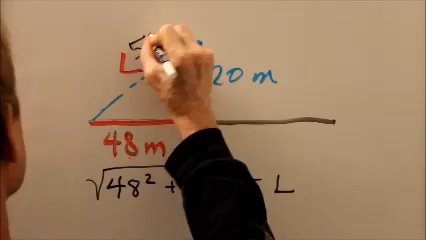 L
20 m
48 m
√48² + = L